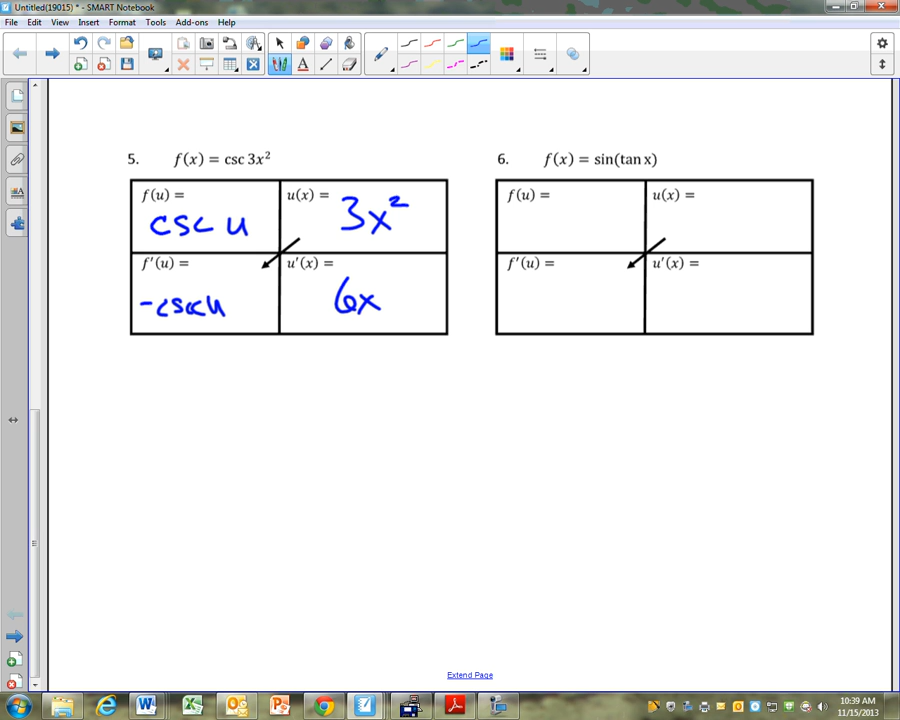 Untitled(19015) * - SMART Notebook
File Edit View Insert Format Tools Add-ons Help
5. f(x) = csc 3x²
6. f(x) = sin(tan x)
f(u) =
csc u
u(x) =
3x²
f′(u) =
-csc u
u′(x) =
6x
f(u) =
u(x) =
f′(u) =
u′(x) =
Extend Page
10:39 AM
11/15/2013